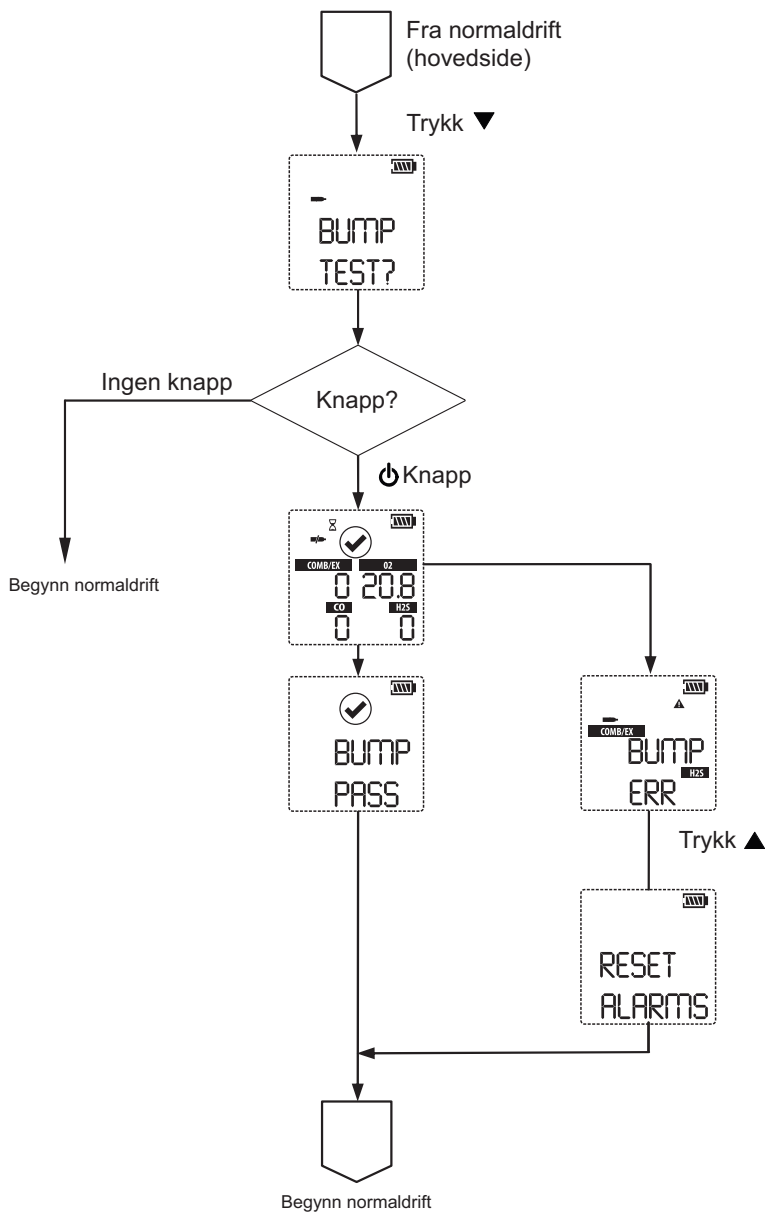 Fra normaldrift
(hovedside)
Trykk ▼
BUMP
TEST?
Ingen knapp
Knapp?
Knapp
Begynn normaldrift
COMB/EX O2
0 20.8
CO H2S
0 0
BUMP
PASS
COMB/EX
BUMP
H2S
ERR
Trykk ▲
RESET
ALARMS
Begynn normaldrift